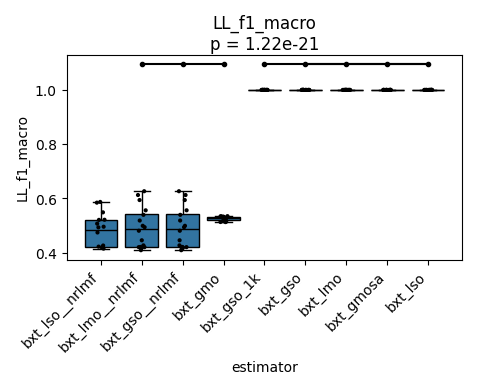 LL_f1_macro
p = 1.22e-21
LL_f1_macro
1.0
0.8
0.6
0.4
bxt_lso__nrlmf
bxt_lmo__nrlmf
bxt_gso__nrlmf
bxt_gmo
bxt_gso_1k
bxt_gso
bxt_lmo
bxt_gmosa
bxt_lso
estimator